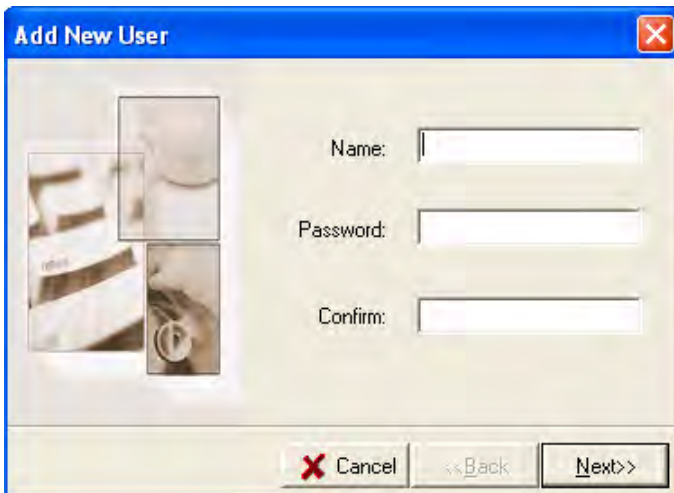 Add New User
Name:
Password:
Confirm:
Cancel
<<Back
Next>>